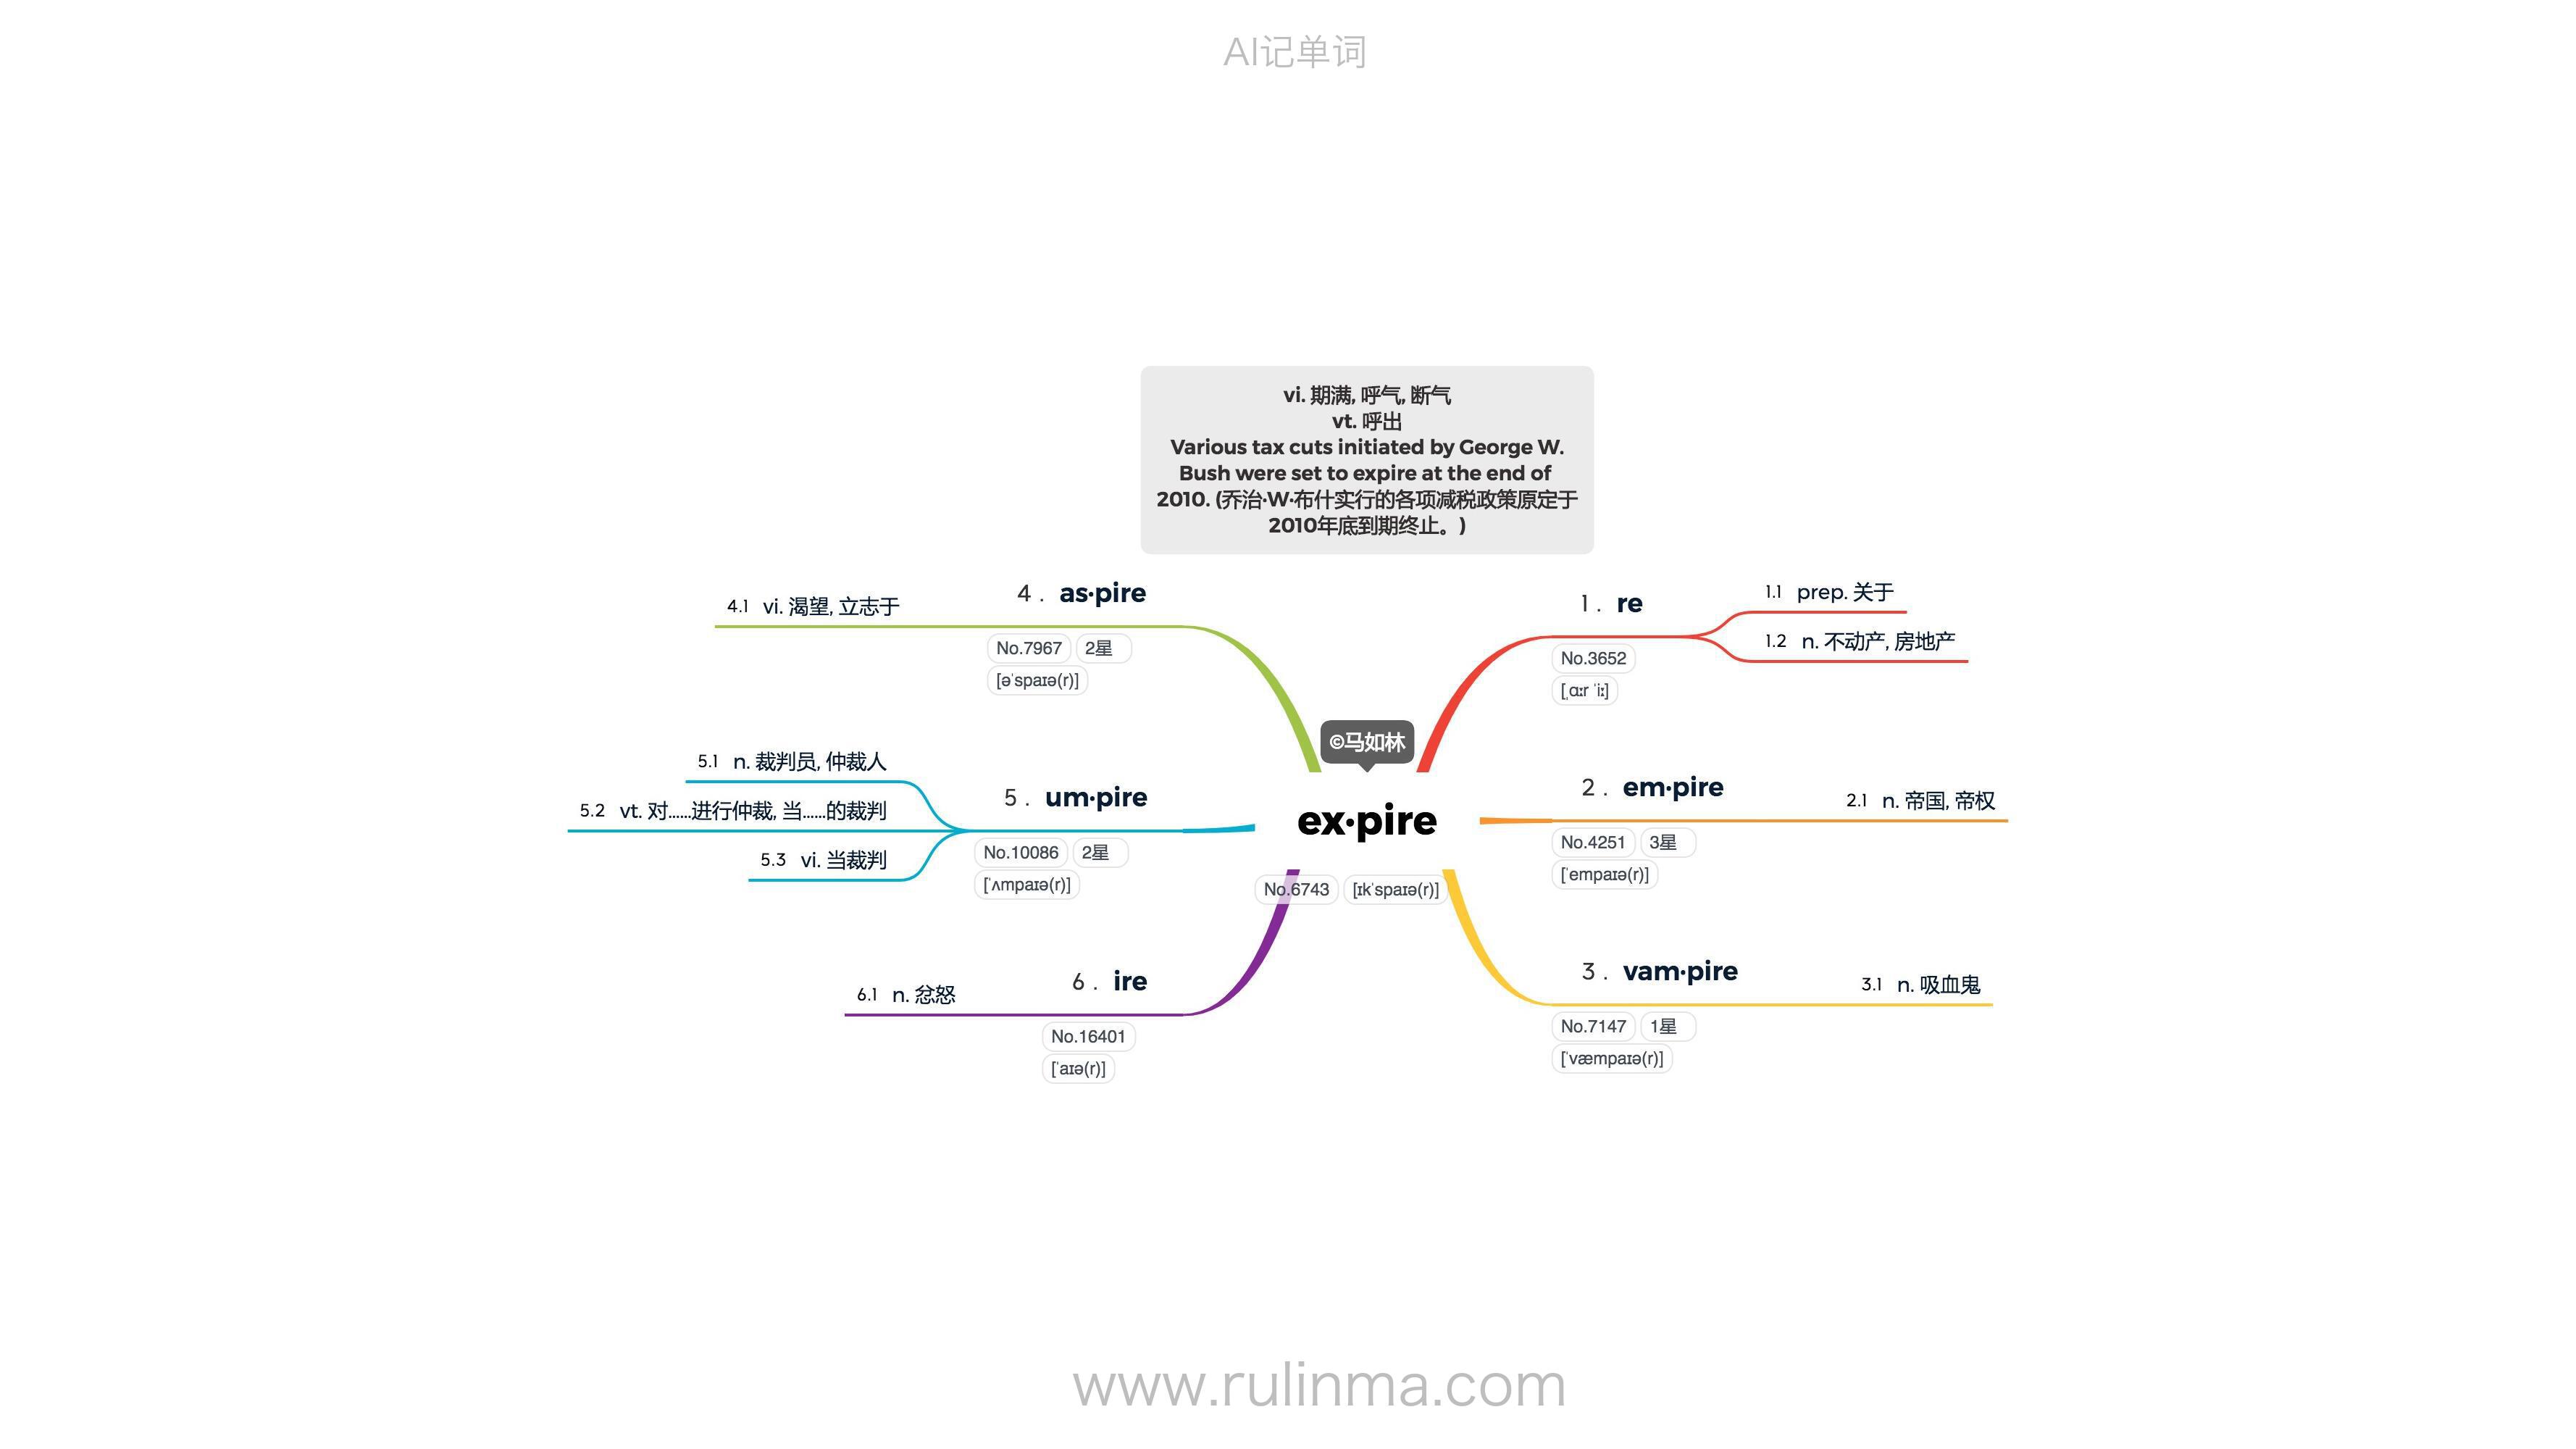 AI记单词
vi. 期满, 呼气, 断气
vt. 呼出
Various tax cuts initiated by George W.
Bush were set to expire at the end of
2010. (乔治·W·布什实行的各项减税政策原定于
2010年底到期终止。)
©马如林
ex·pire
No.6743 [ɪkˈspaɪə(r)]
1. re
No.3652
[ˌɑːr ˈiː]
1.1 prep. 关于
1.2 n. 不动产, 房地产
2. em·pire
No.4251 3星
[ˈempaɪə(r)]
2.1 n. 帝国, 帝权
3. vam·pire
No.7147 1星
[ˈvæmpaɪə(r)]
3.1 n. 吸血鬼
4. as·pire
No.7967 2星
[əˈspaɪə(r)]
4.1 vi. 渴望, 立志于
5. um·pire
No.10086 2星
[ˈʌmpaɪə(r)]
5.1 n. 裁判员, 仲裁人
5.2 vt. 对……进行仲裁, 当……的裁判
5.3 vi. 当裁判
6. ire
No.16401
[ˈaɪə(r)]
6.1 n. 忿怒
www.rulinma.com